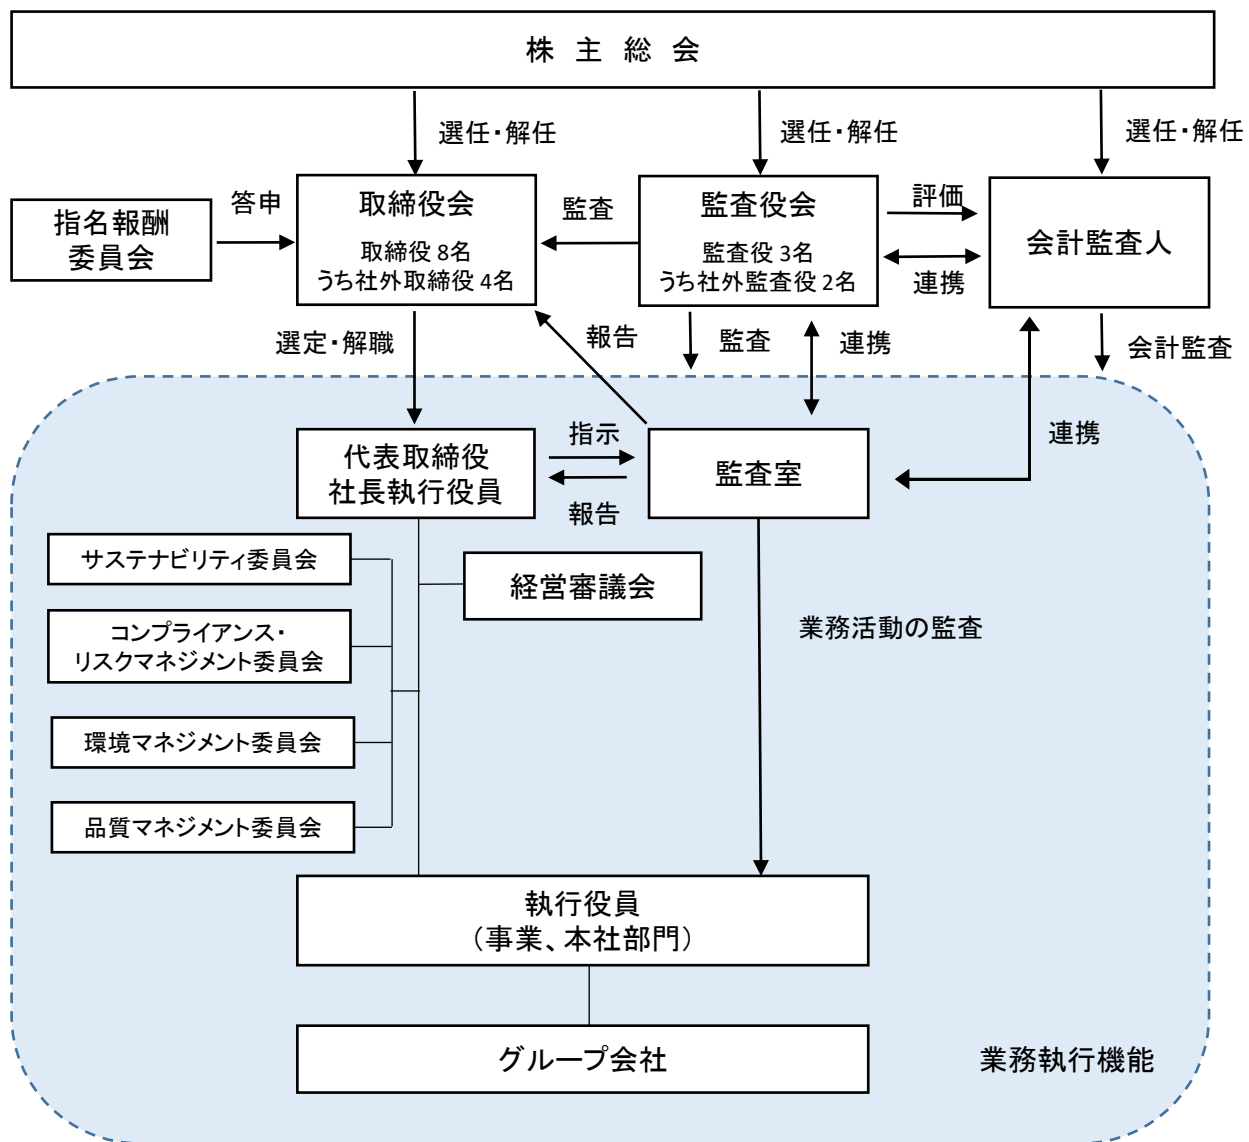 株 主 総 会
選任・解任
選任・解任
選任・解任
指名報酬
委員会
答申
取締役会
取締役 8名
うち社外取締役 4名
監査
監査役会
監査役 3名
うち社外監査役 2名
評価
連携
会計監査人
選定・解職
報告
監査
連携
会計監査
連携
代表取締役
社長執行役員
指示
報告
監査室
サステナビリティ委員会
経営審議会
コンプライアンス・
リスクマネジメント委員会
業務活動の監査
環境マネジメント委員会
品質マネジメント委員会
執行役員
(事業、本社部門)
グループ会社
業務執行機能